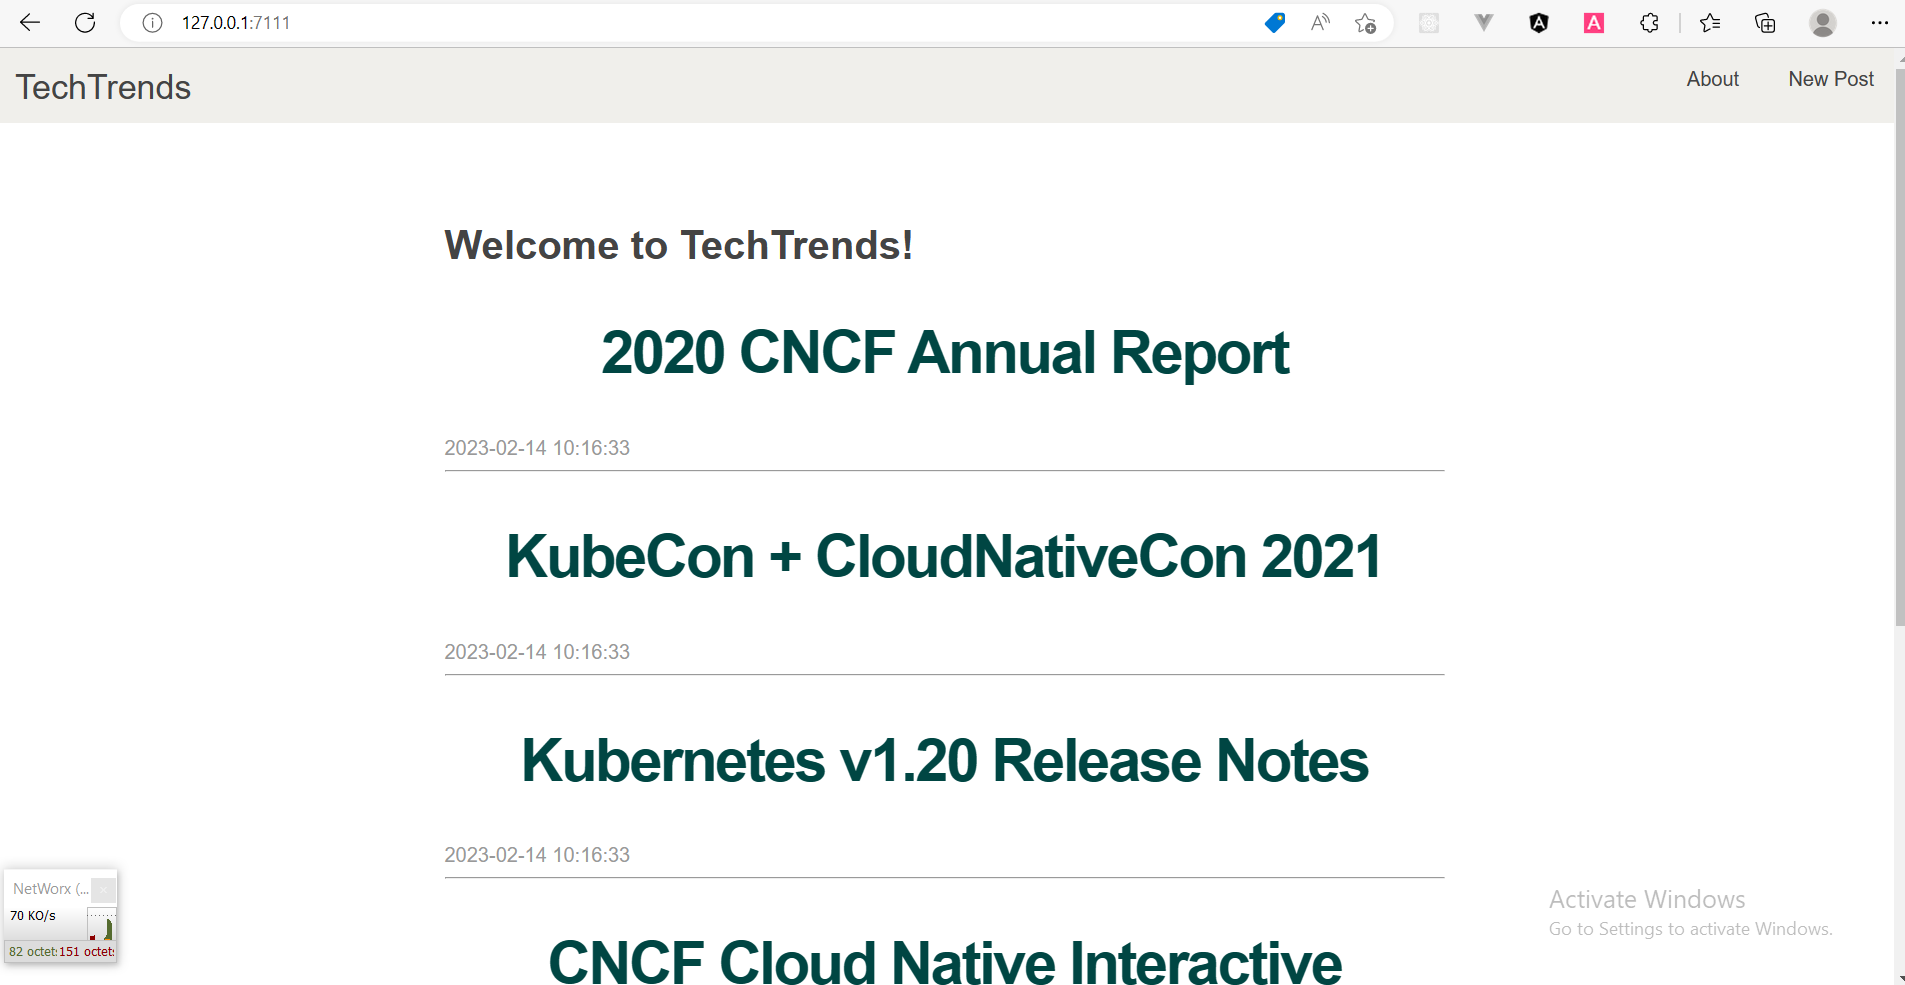 127.0.0.1:7111
TechTrends
About
New Post
Welcome to TechTrends!
2020 CNCF Annual Report
2023-02-14 10:16:33
KubeCon + CloudNativeCon 2021
2023-02-14 10:16:33
Kubernetes v1.20 Release Notes
2023-02-14 10:16:33
CNCF Cloud Native Interactive
NetWorx (...
70 KO/s
82 octet 151 octet
Activate Windows
Go to Settings to activate Windows.